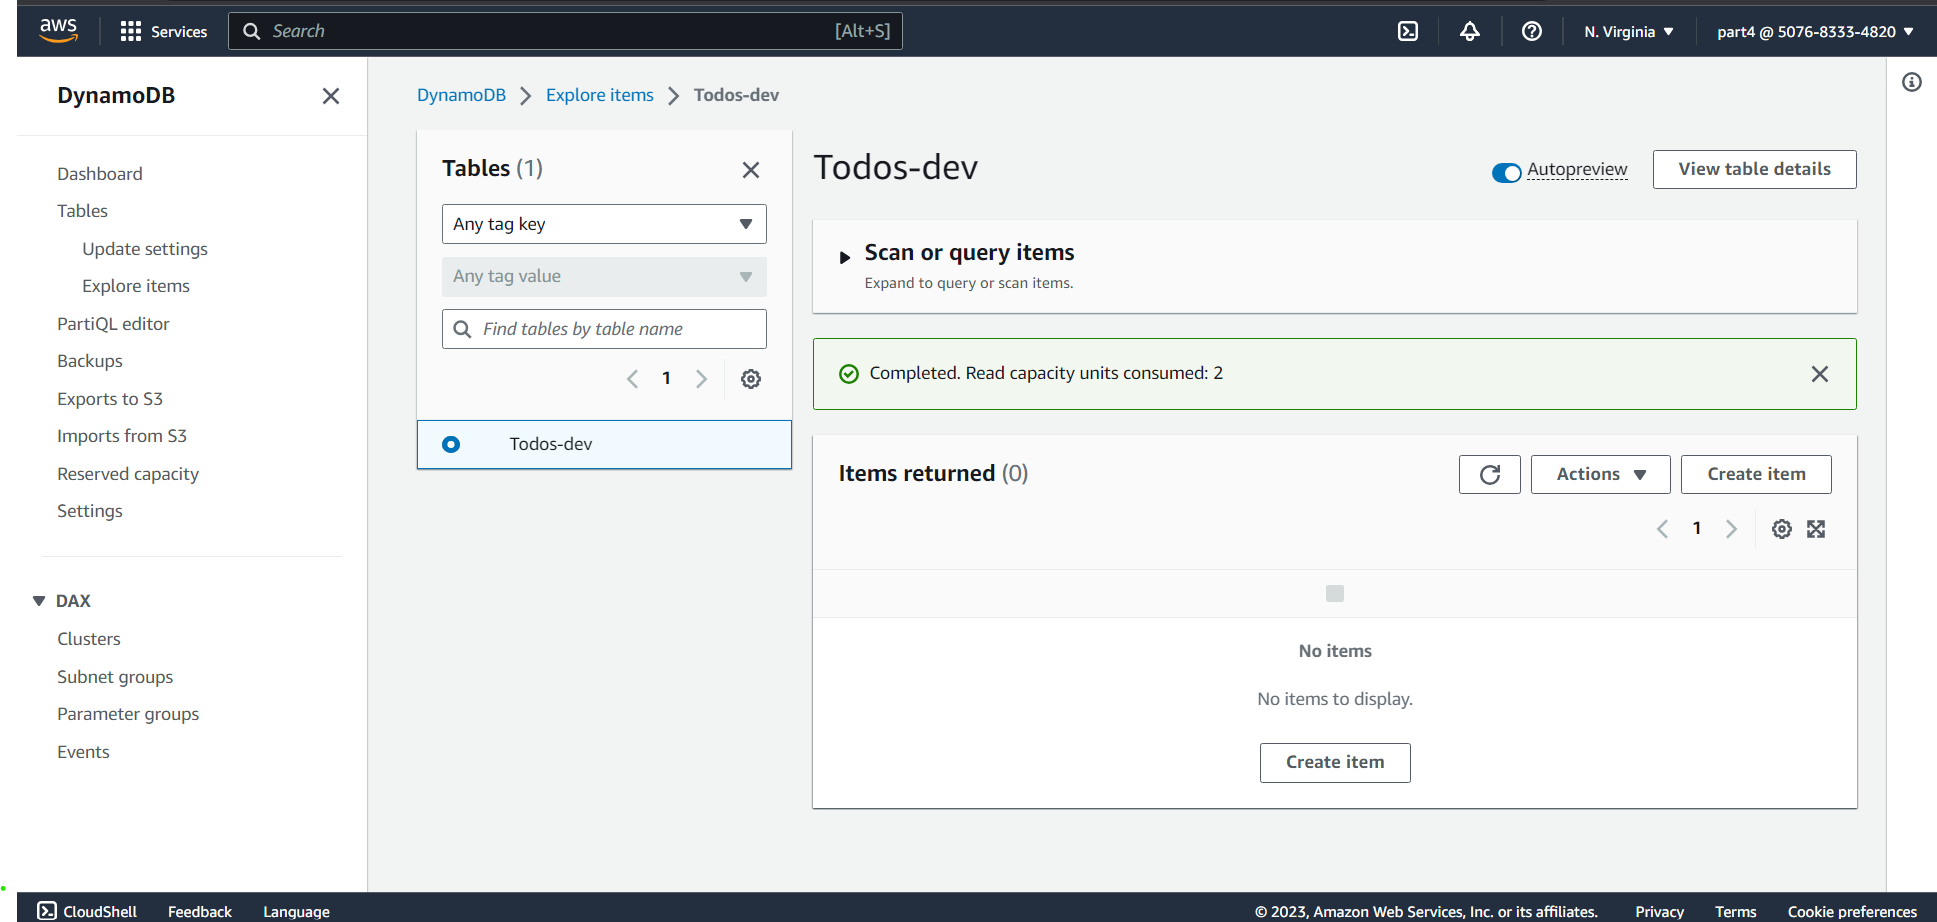 aws
Services
Search
[Alt+S]
N. Virginia
part4 @ 5076-8333-4820
DynamoDB
Dashboard
Tables
Update settings
Explore items
PartiQL editor
Backups
Exports to S3
Imports from S3
Reserved capacity
Settings
DAX
Clusters
Subnet groups
Parameter groups
Events
DynamoDB
Explore items
Todos-dev
Tables (1)
Any tag key
Any tag value
Find tables by table name
1
Todos-dev
Todos-dev
Autopreview
View table details
Scan or query items
Expand to query or scan items.
Completed. Read capacity units consumed: 2
Items returned (0)
Actions
Create item
1
No items
No items to display.
Create item
CloudShell
Feedback
Language
© 2023, Amazon Web Services, Inc. or its affiliates.
Privacy
Terms
Cookie preferences